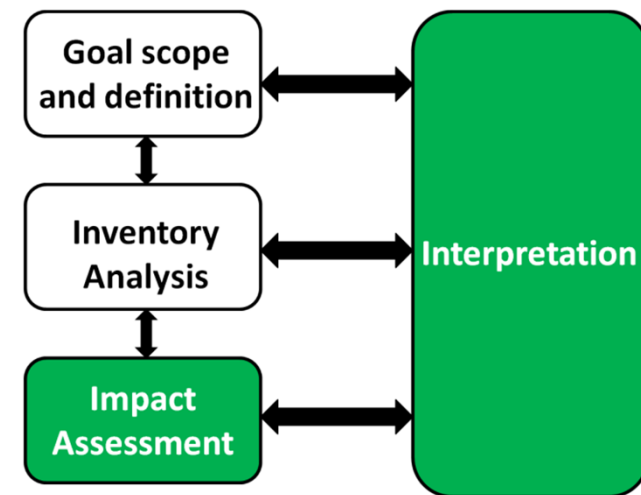 Goal scope
and definition
Inventory
Analysis
Impact
Assessment
Interpretation